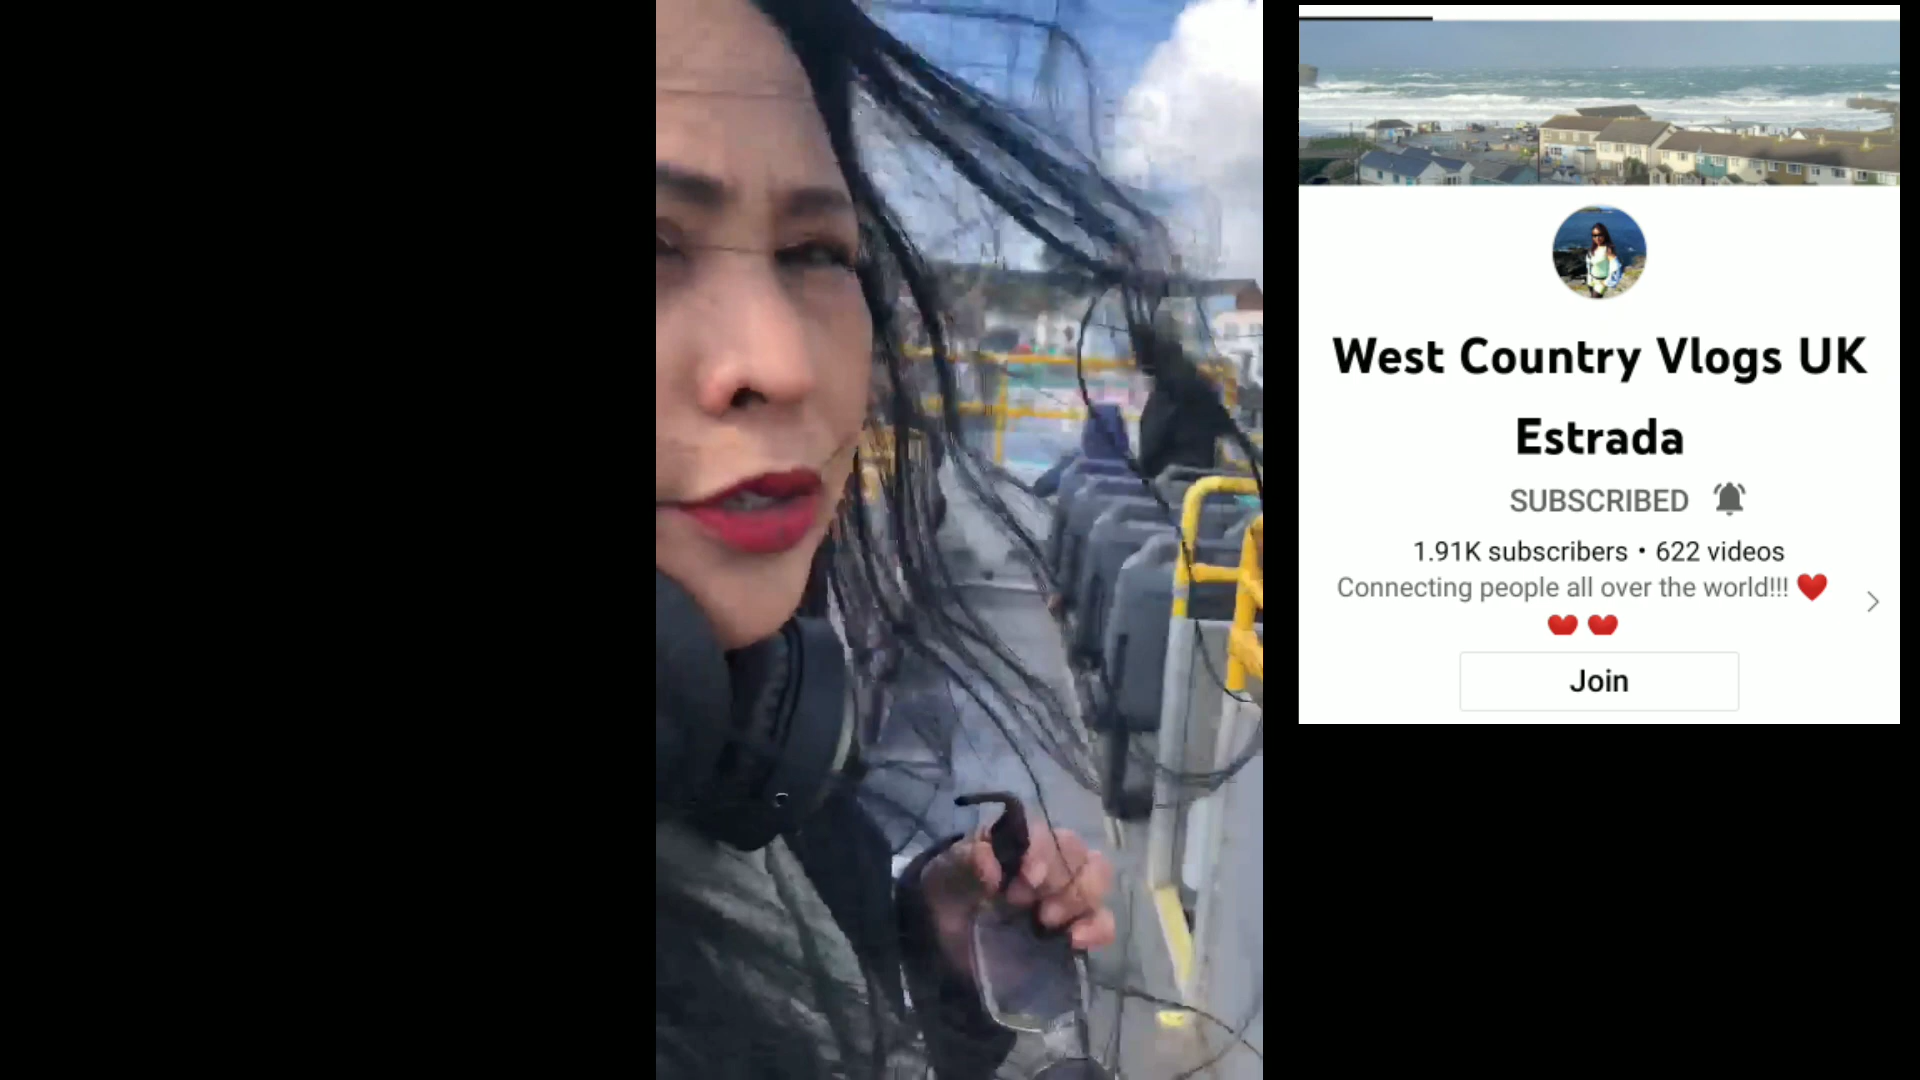 West Country Vlogs UK
Estrada
SUBSCRIBED
1.91K subscribers • 622 videos
Connecting people all over the world!!! ❤️
❤️ ❤️
Join